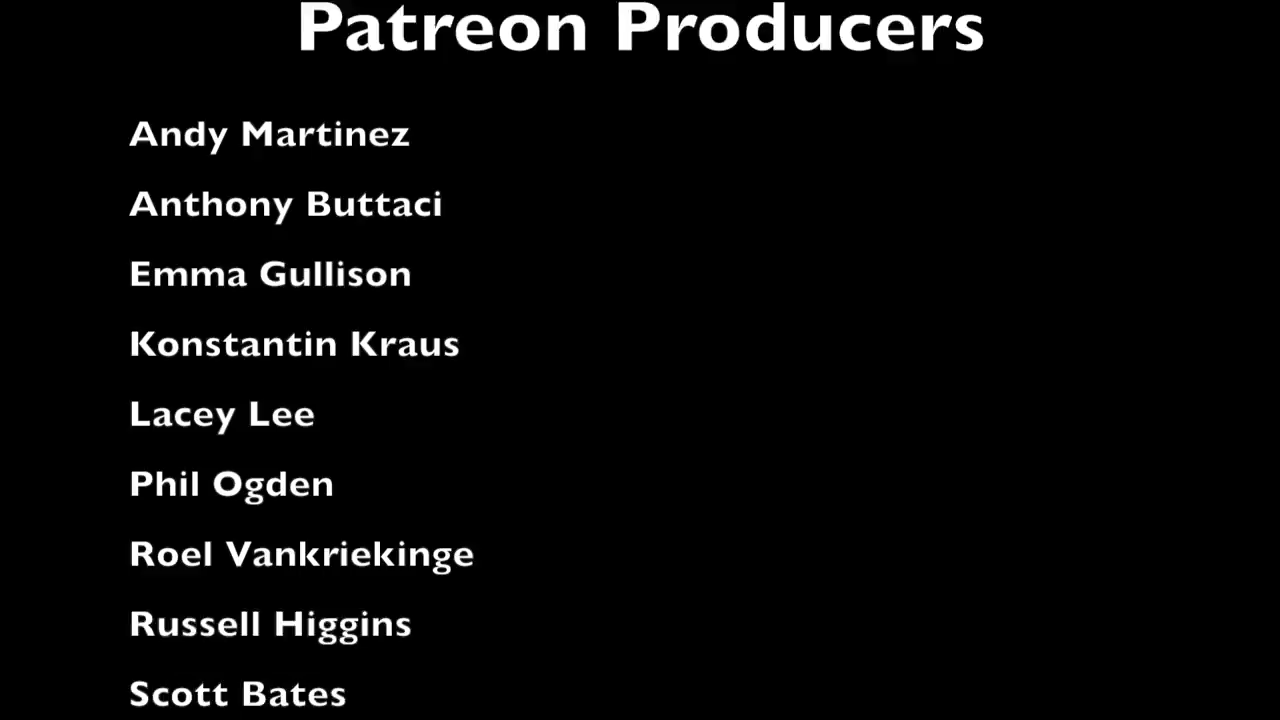 Patreon Producers
Andy Martinez
Anthony Buttaci
Emma Gullison
Konstantin Kraus
Lacey Lee
Phil Ogden
Roel Vankriekinge
Russell Higgins
Scott Bates